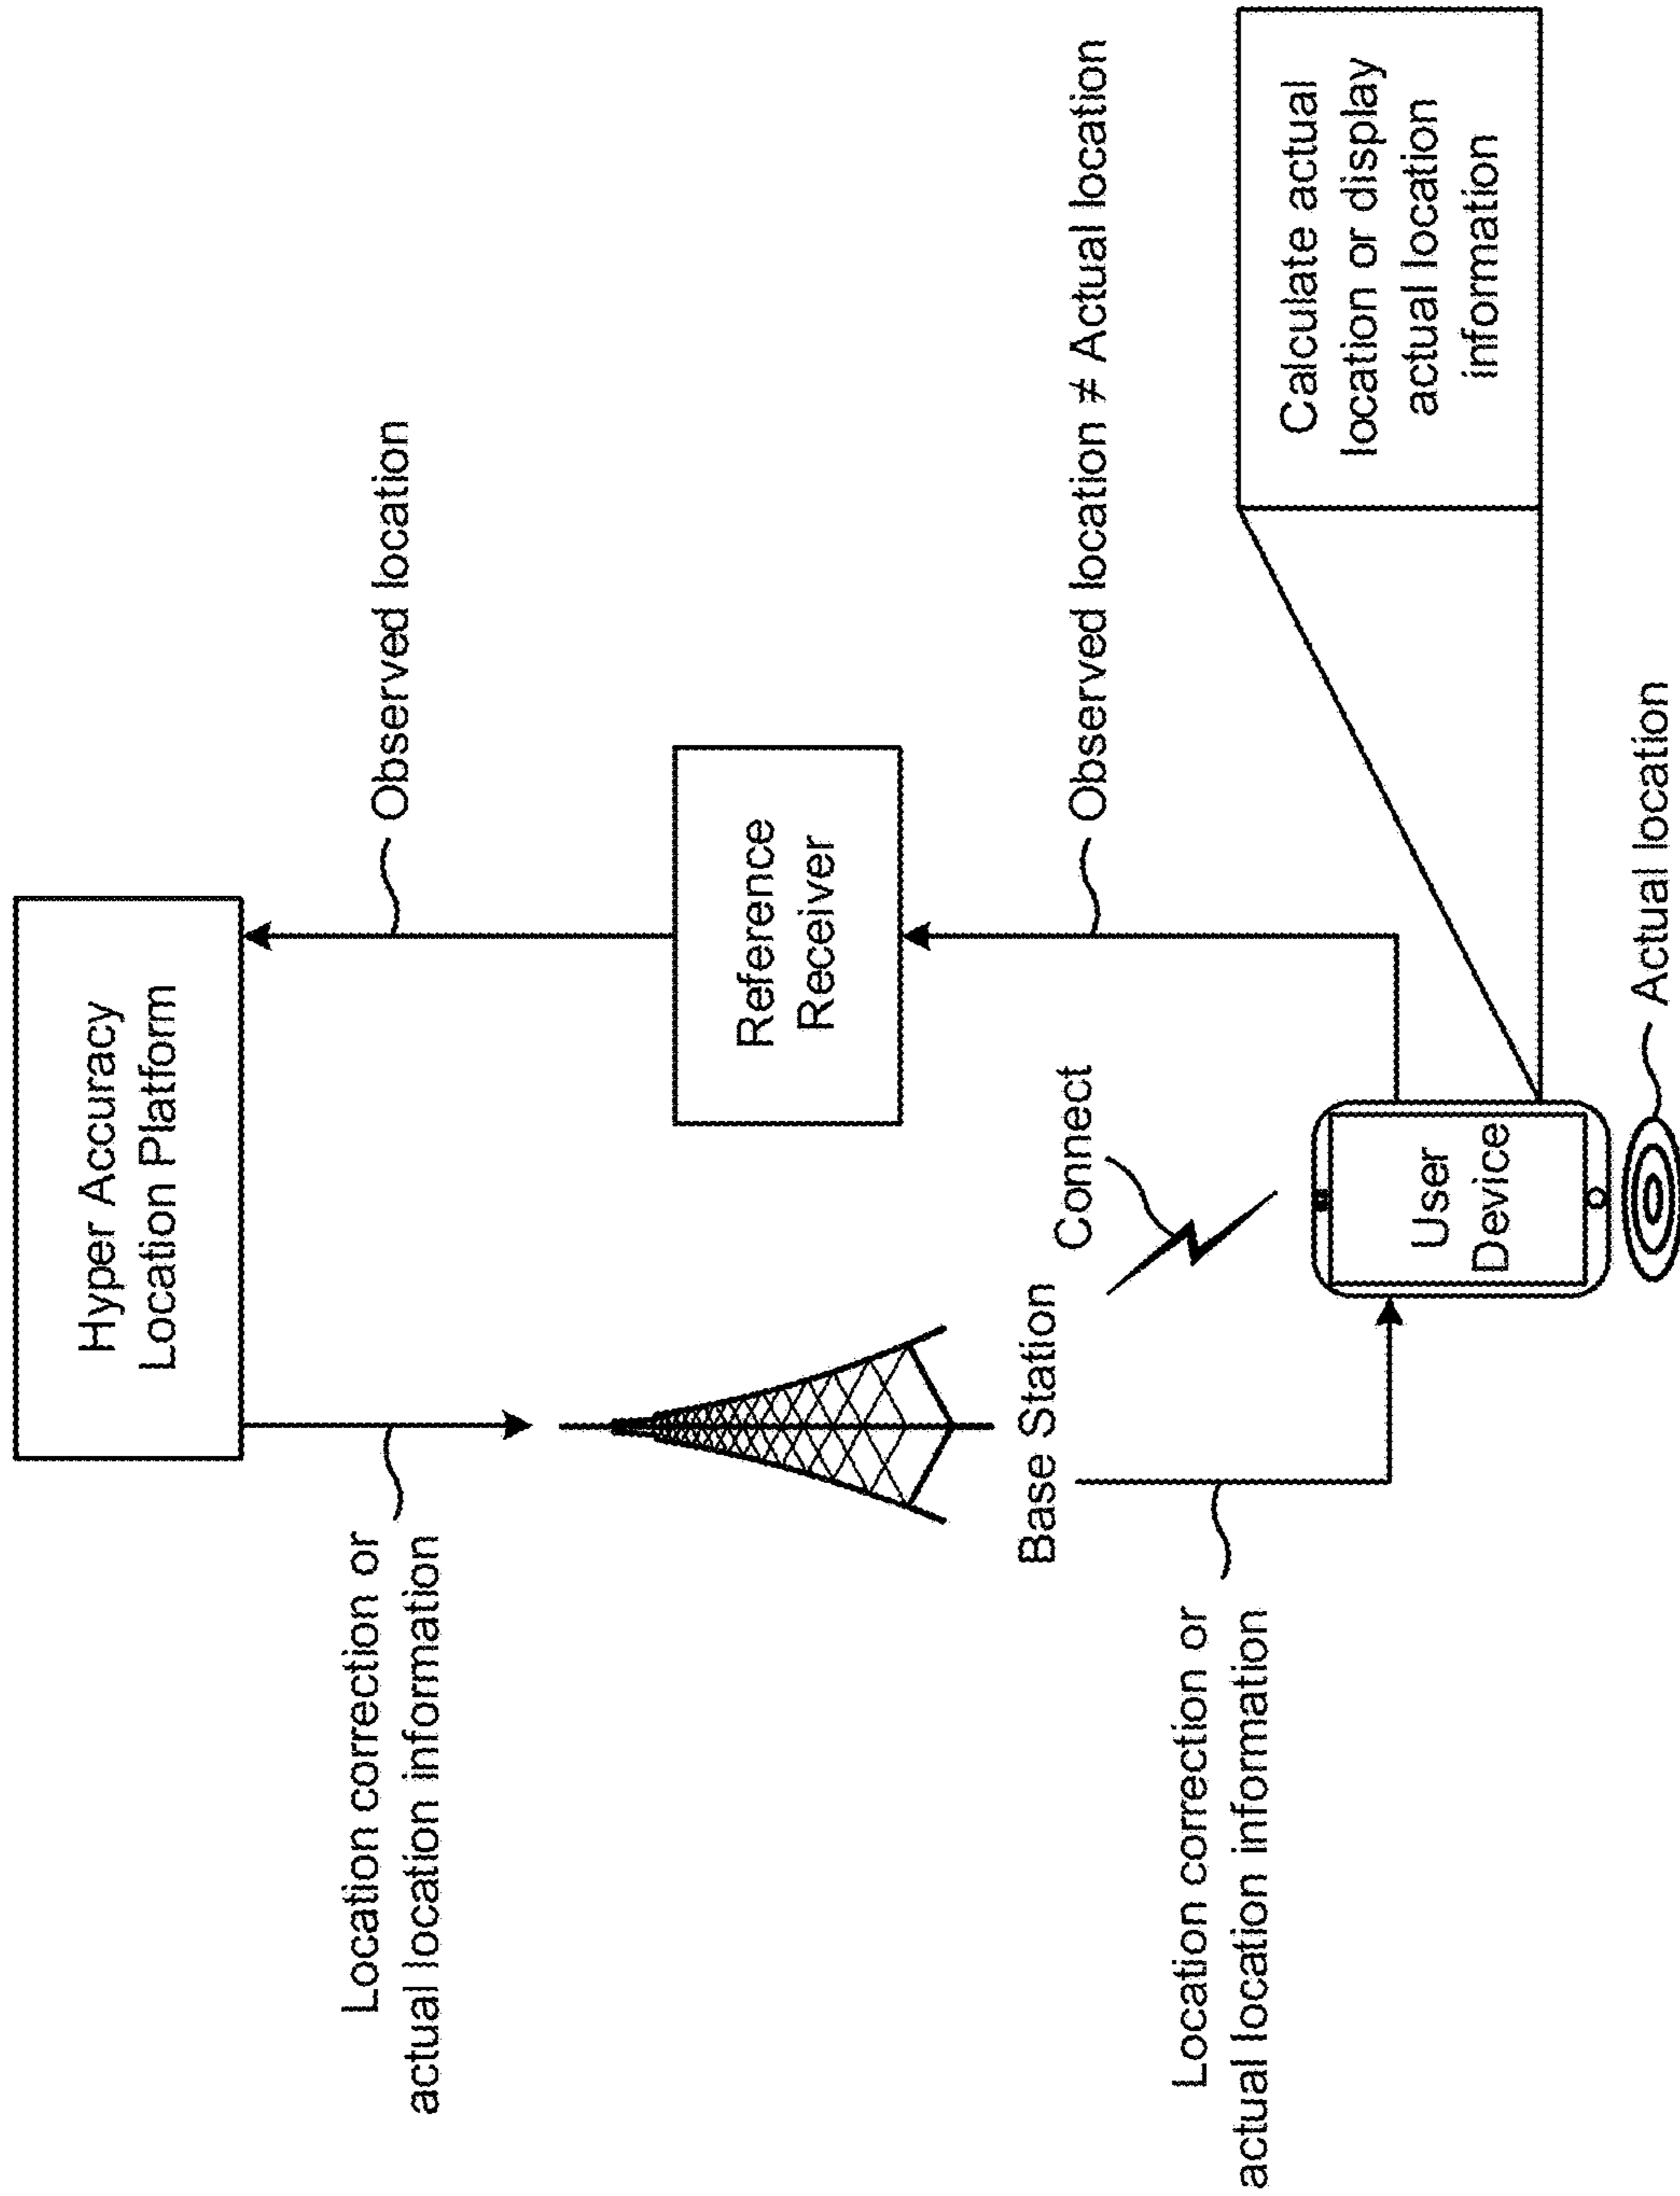 Hyper Accuracy
Location Platform
Location correction or
actual location information
Observed location
Reference
Receiver
Base Station
Connect
Observed location ≠ Actual location
Location correction or
actual location information
User
Device
Calculate actual
location or display
actual location
information
Actual location